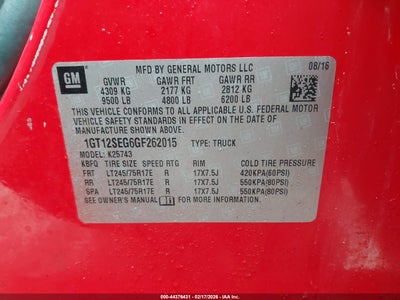 GM
MFD BY GENERAL MOTORS LLC
08/16
GVWR GAWR FRT GAWR RR
4309 KG 2177 KG 2812 KG
9500 LB 4800 LB 6200 LB
THIS VEHICLE CONFORMS TO ALL APPLICABLE U.S. FEDERAL MOTOR
VEHICLE SAFETY STANDARDS IN EFFECT ON THE DATE OF
MANUFACTURE SHOWN ABOVE.
1GT12SEG6GF262015 TYPE: TRUCK
MODEL: K25743
KBFQ TIRE SIZE SPEED RTG RIM COLD TIRE PRESSURE
FRT LT245/75R17E R 17X7.5J 420KPA(60PSI)
RR LT245/75R17E R 17X7.5J 550KPA(80PSI)
SPA LT245/75R17E R 17X7.5J 550KPA(80PSI)
SEE OWNER'S MANUAL FOR MORE INFORMATION.
000-44376431 - 02/17/2026 - IAAI.COM